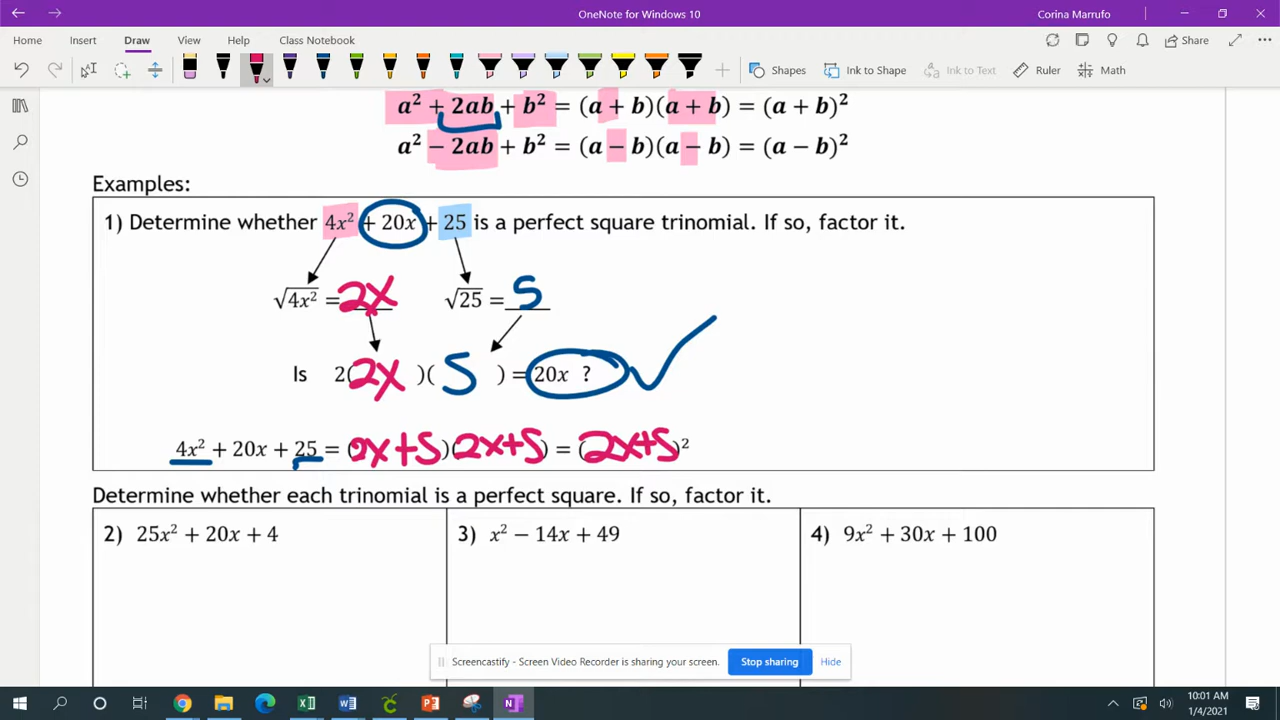 OneNote for Windows 10
Corina Marrufo
Home Insert Draw View Help Class Notebook
Share
Shapes Ink to Shape Ink to Text Ruler Math
a² + 2ab + b² = (a + b)(a + b) = (a + b)²
a² − 2ab + b² = (a − b)(a − b) = (a − b)²
Examples:
1) Determine whether 4x² + 20x + 25 is a perfect square trinomial. If so, factor it.
√4x² = 2x √25 = 5
Is 2(2x)(5) = 20x ?
4x² + 20x + 25 = (2x+5)(2x+5) = (2x+5)²
Determine whether each trinomial is a perfect square. If so, factor it.
2) 25x² + 20x + 4 3) x² − 14x + 49 4) 9x² + 30x + 100
Screencastify - Screen Video Recorder is sharing your screen. Stop sharing Hide
10:01 AM
1/4/2021